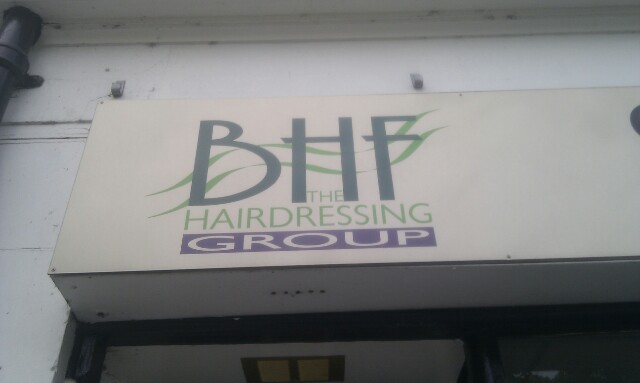 BHF
THE
HAIRDRESSING
GROUP